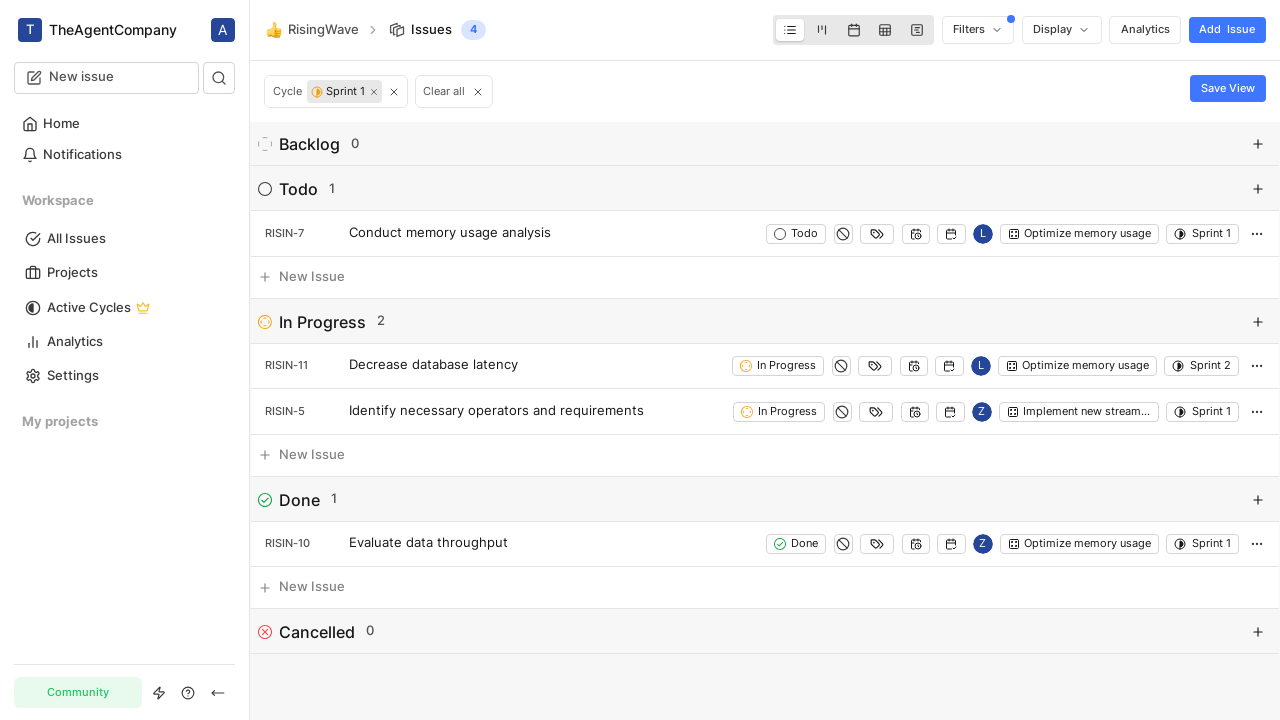 T TheAgentCompany A
New issue
Home
Notifications
Workspace
All Issues
Projects
Active Cycles
Analytics
Settings
My projects
Community
RisingWave Issues 4
Filters Display Analytics Add Issue
Cycle Sprint 1 Clear all Save View
Backlog 0
Todo 1
RISIN-7 Conduct memory usage analysis Todo L Optimize memory usage Sprint 1
New Issue
In Progress 2
RISIN-11 Decrease database latency In Progress L Optimize memory usage Sprint 2
RISIN-5 Identify necessary operators and requirements In Progress Z Implement new stream... Sprint 1
New Issue
Done 1
RISIN-10 Evaluate data throughput Done Z Optimize memory usage Sprint 1
New Issue
Cancelled 0